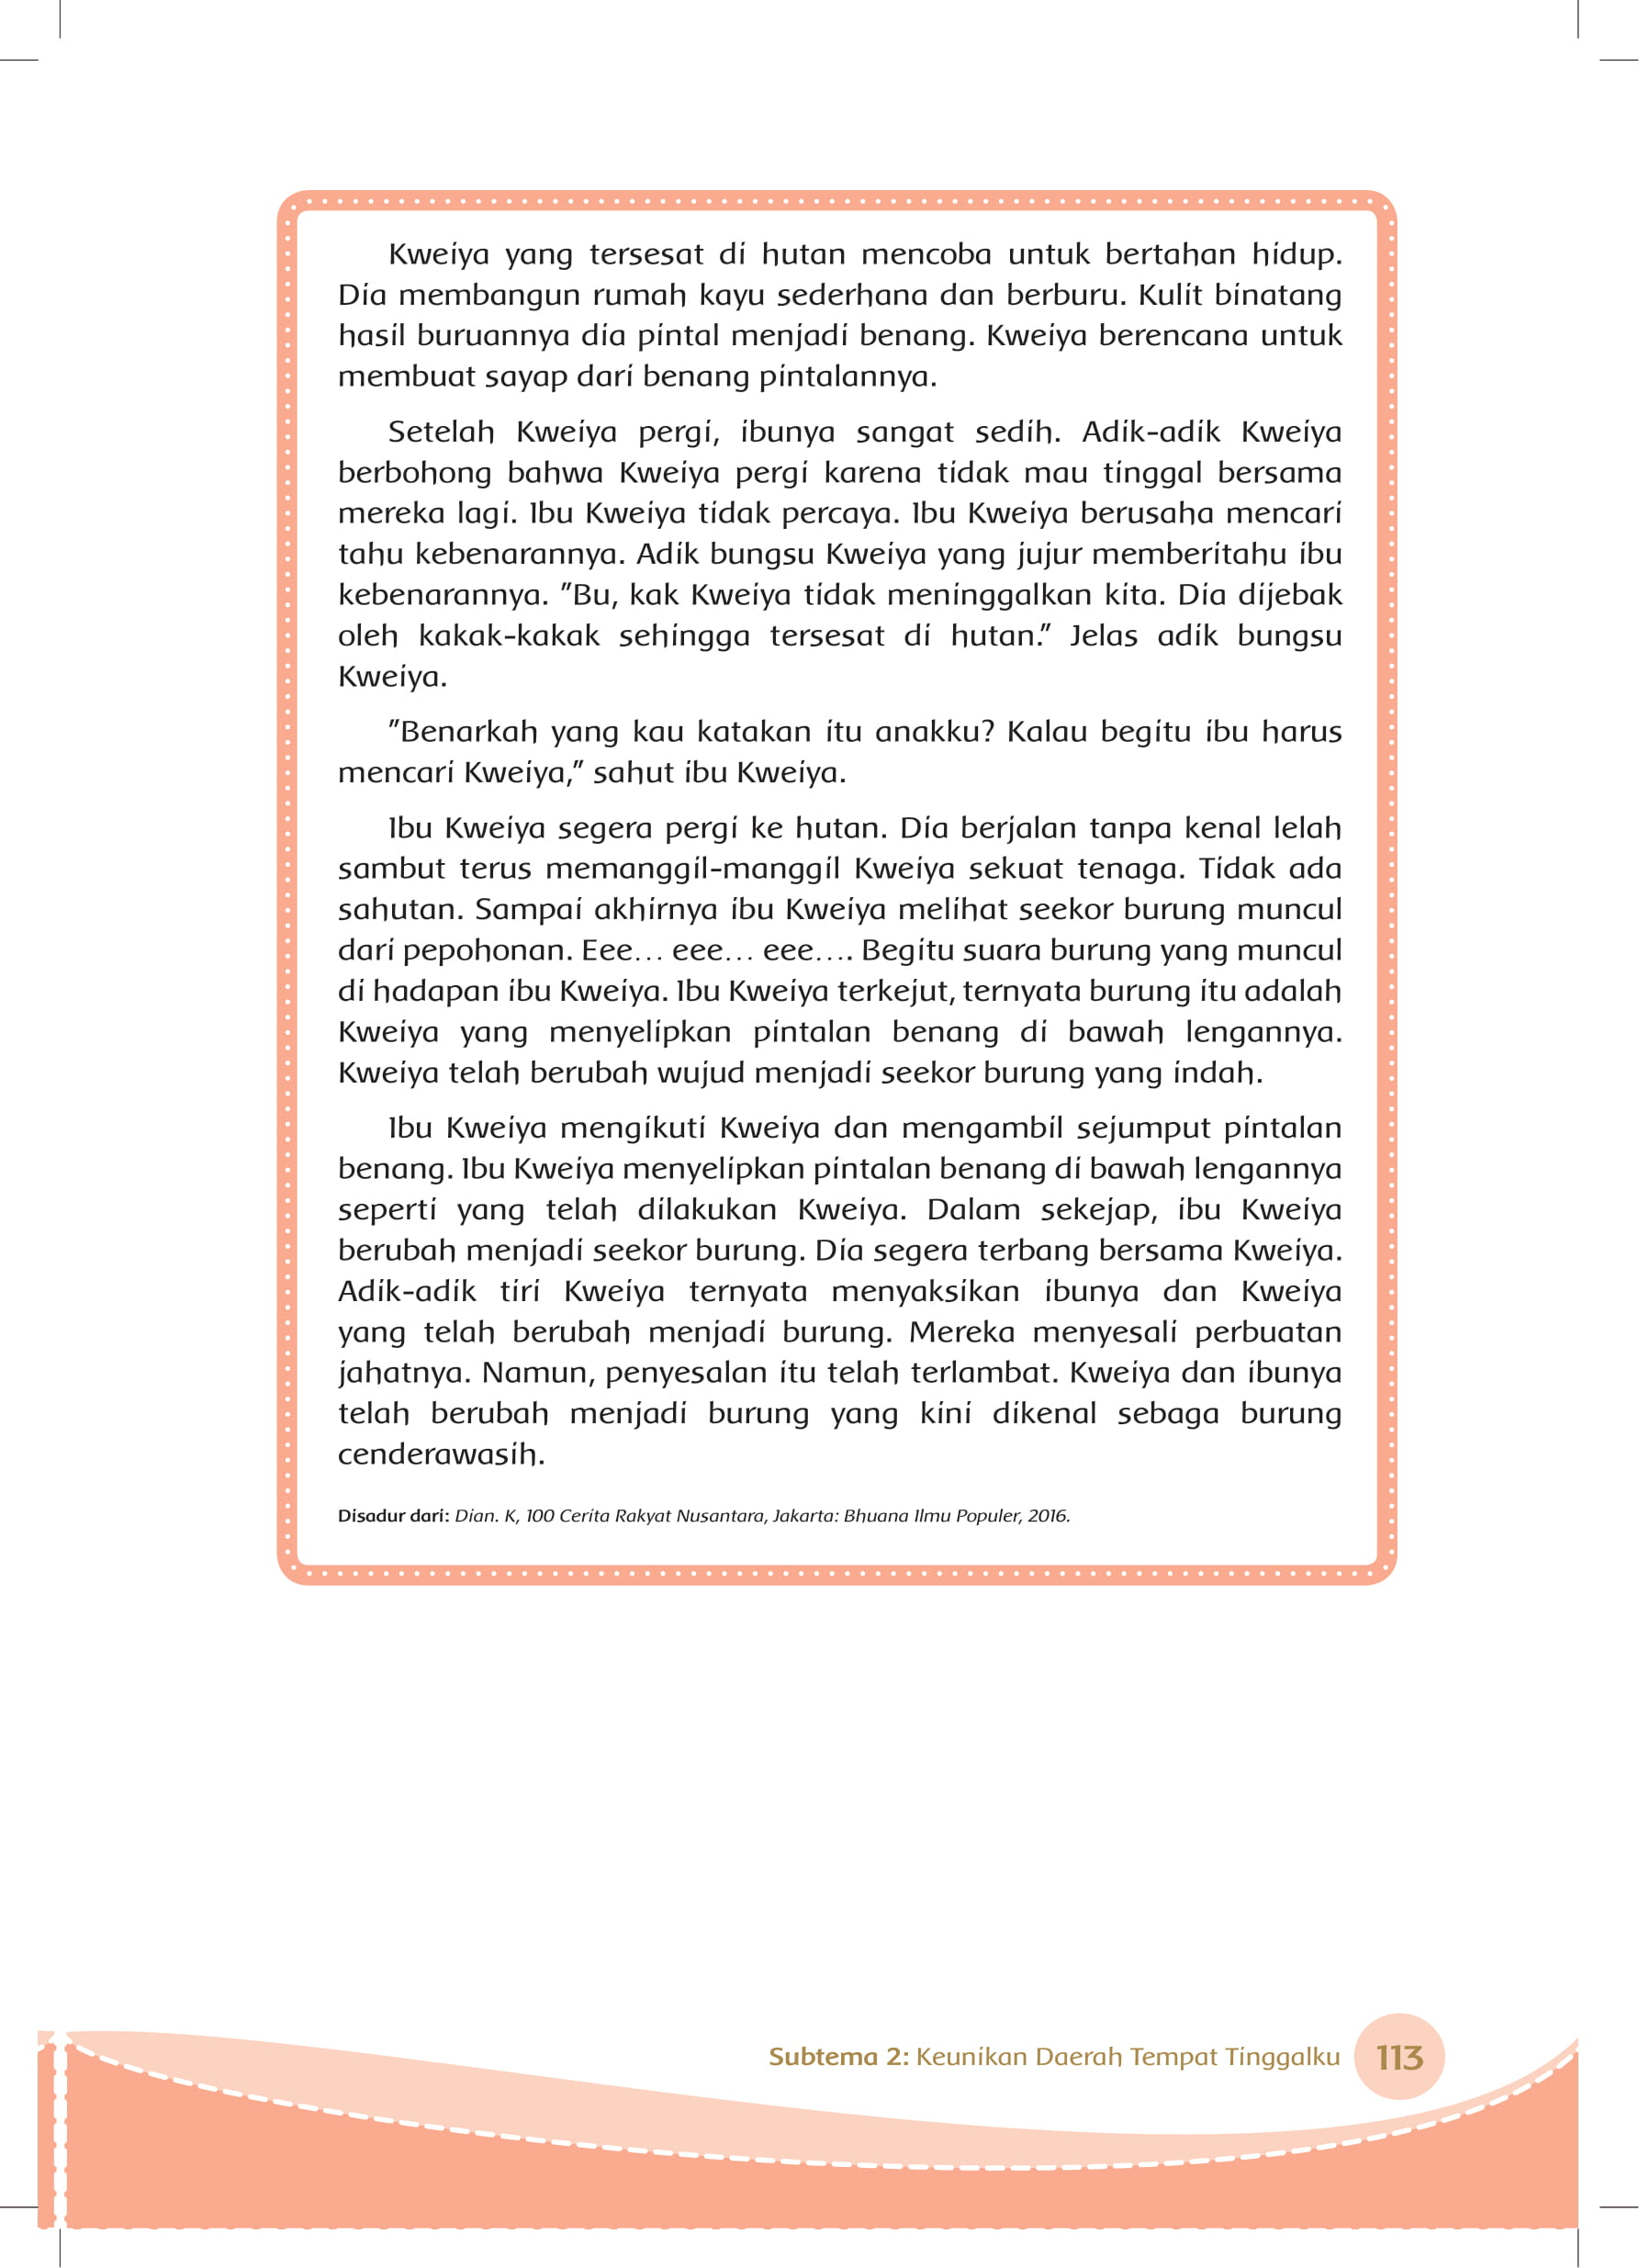 Kweiya yang tersesat di hutan mencoba untuk bertahan hidup.
Dia membangun rumah kayu sederhana dan berburu. Kulit binatang
hasil buruannya dia pintal menjadi benang. Kweiya berencana untuk
membuat sayap dari benang pintalannya.
Setelah Kweiya pergi, ibunya sangat sedih. Adik-adik Kweiya
berbohong bahwa Kweiya pergi karena tidak mau tinggal bersama
mereka lagi. Ibu Kweiya tidak percaya. Ibu Kweiya berusaha mencari
tahu kebenarannya. Adik bungsu Kweiya yang jujur memberitahu ibu
kebenarannya. "Bu, kak Kweiya tidak meninggalkan kita. Dia dijebak
oleh kakak-kakak sehingga tersesat di hutan." Jelas adik bungsu
Kweiya.
"Benarkah yang kau katakan itu anakku? Kalau begitu ibu harus
mencari Kweiya," sahut ibu Kweiya.
Ibu Kweiya segera pergi ke hutan. Dia berjalan tanpa kenal lelah
sambut terus memanggil-manggil Kweiya sekuat tenaga. Tidak ada
sahutan. Sampai akhirnya ibu Kweiya melihat seekor burung muncul
dari pepohonan. Eee... eee... eee.... Begitu suara burung yang muncul
di hadapan ibu Kweiya. Ibu Kweiya terkejut, ternyata burung itu adalah
Kweiya yang menyelipkan pintalan benang di bawah lengannya.
Kweiya telah berubah wujud menjadi seekor burung yang indah.
Ibu Kweiya mengikuti Kweiya dan mengambil sejumput pintalan
benang. Ibu Kweiya menyelipkan pintalan benang di bawah lengannya
seperti yang telah dilakukan Kweiya. Dalam sekejap, ibu Kweiya
berubah menjadi seekor burung. Dia segera terbang bersama Kweiya.
Adik-adik tiri Kweiya ternyata menyaksikan ibunya dan Kweiya
yang telah berubah menjadi burung. Mereka menyesali perbuatan
jahatnya. Namun, penyesalan itu telah terlambat. Kweiya dan ibunya
telah berubah menjadi burung yang kini dikenal sebaga burung
cenderawasih.
Disadur dari: Dian. K, 100 Cerita Rakyat Nusantara, Jakarta: Bhuana Ilmu Populer, 2016.
Subtema 2: Keunikan Daerah Tempat Tinggalku 113